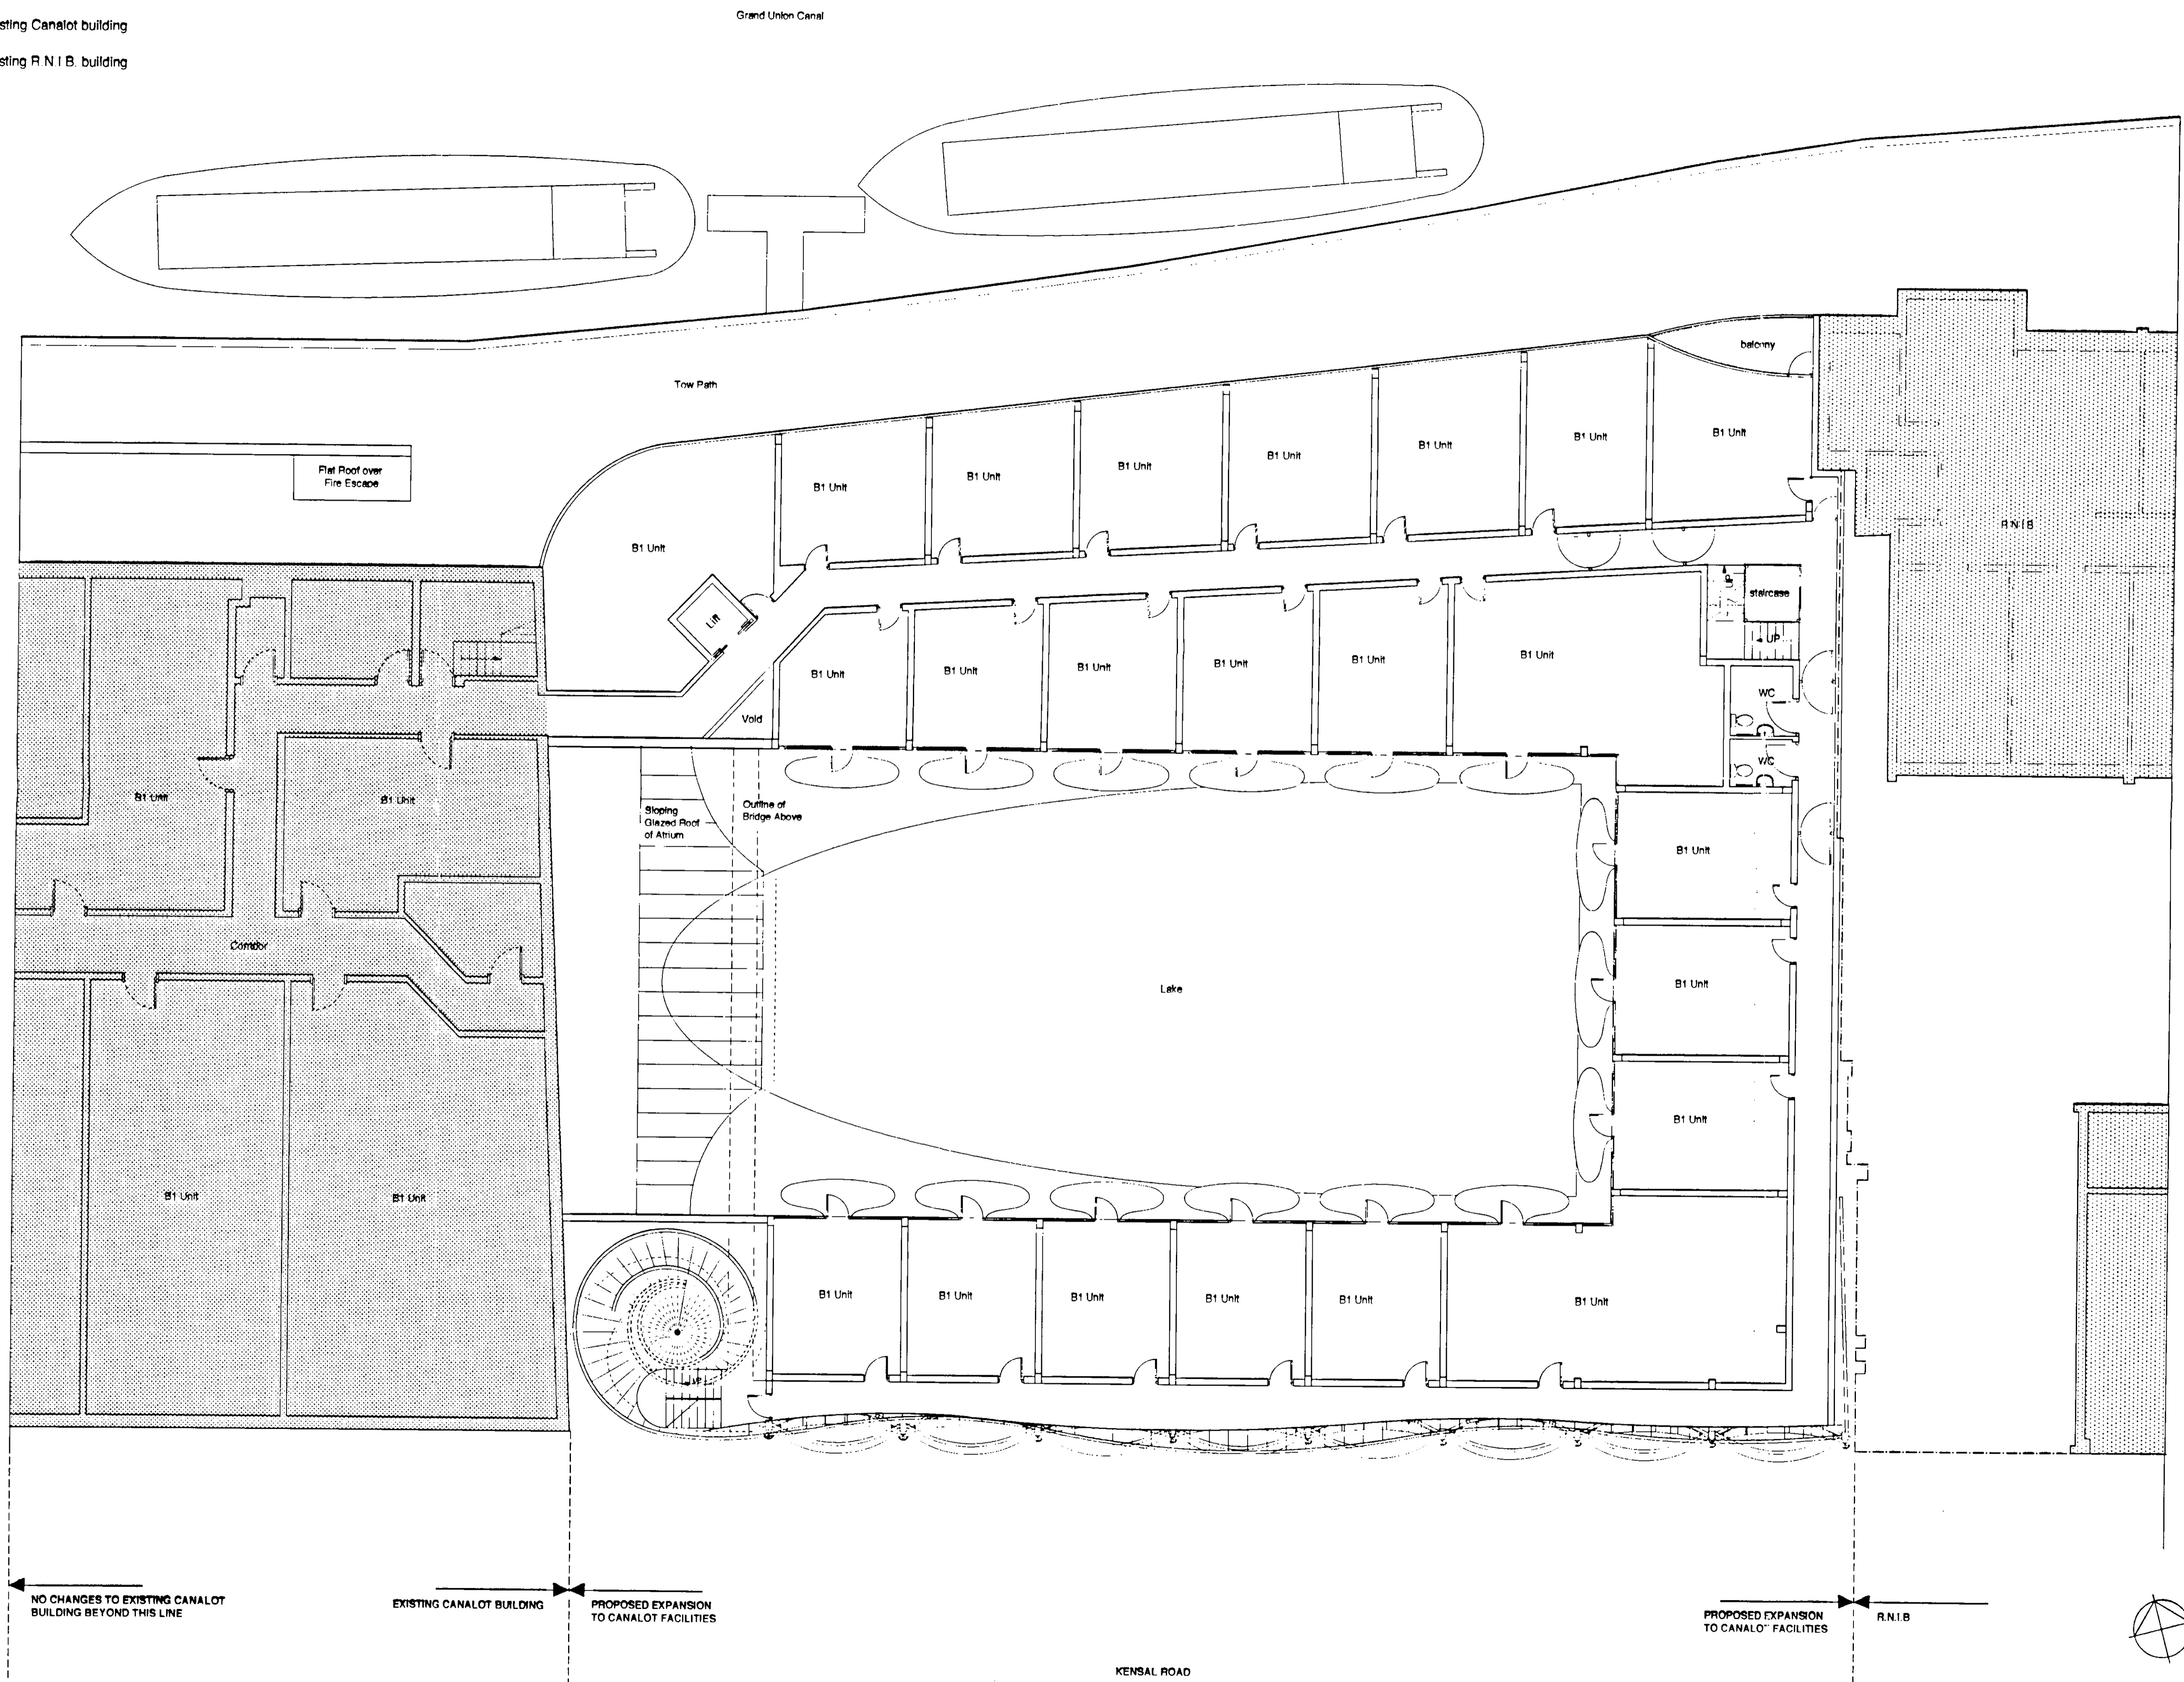 Grand Union Canal
sting Canalot building
sting R.N.I.B. building
balcony
Tow Path
B1 Unit
B1 Unit
B1 Unit
B1 Unit
B1 Unit
B1 Unit
B1 Unit
Flat Roof over
Fire Escape
B1 Unit
R.N.I.B
Lift
UP
staircase
UP
B1 Unit
B1 Unit
B1 Unit
B1 Unit
B1 Unit
B1 Unit
WC
Void
WC
B1 Unit
B1 Unit
Sloping
Glazed Roof
of Atrium
Outline of
Bridge Above
B1 Unit
Corridor
Lake
B1 Unit
B1 Unit
B1 Unit
B1 Unit
B1 Unit
B1 Unit
B1 Unit
B1 Unit
B1 Unit
B1 Unit
UP
NO CHANGES TO EXISTING CANALOT
BUILDING BEYOND THIS LINE
EXISTING CANALOT BUILDING
PROPOSED EXPANSION
TO CANALOT FACILITIES
PROPOSED EXPANSION
TO CANALOT FACILITIES
R.N.I.B
KENSAL ROAD